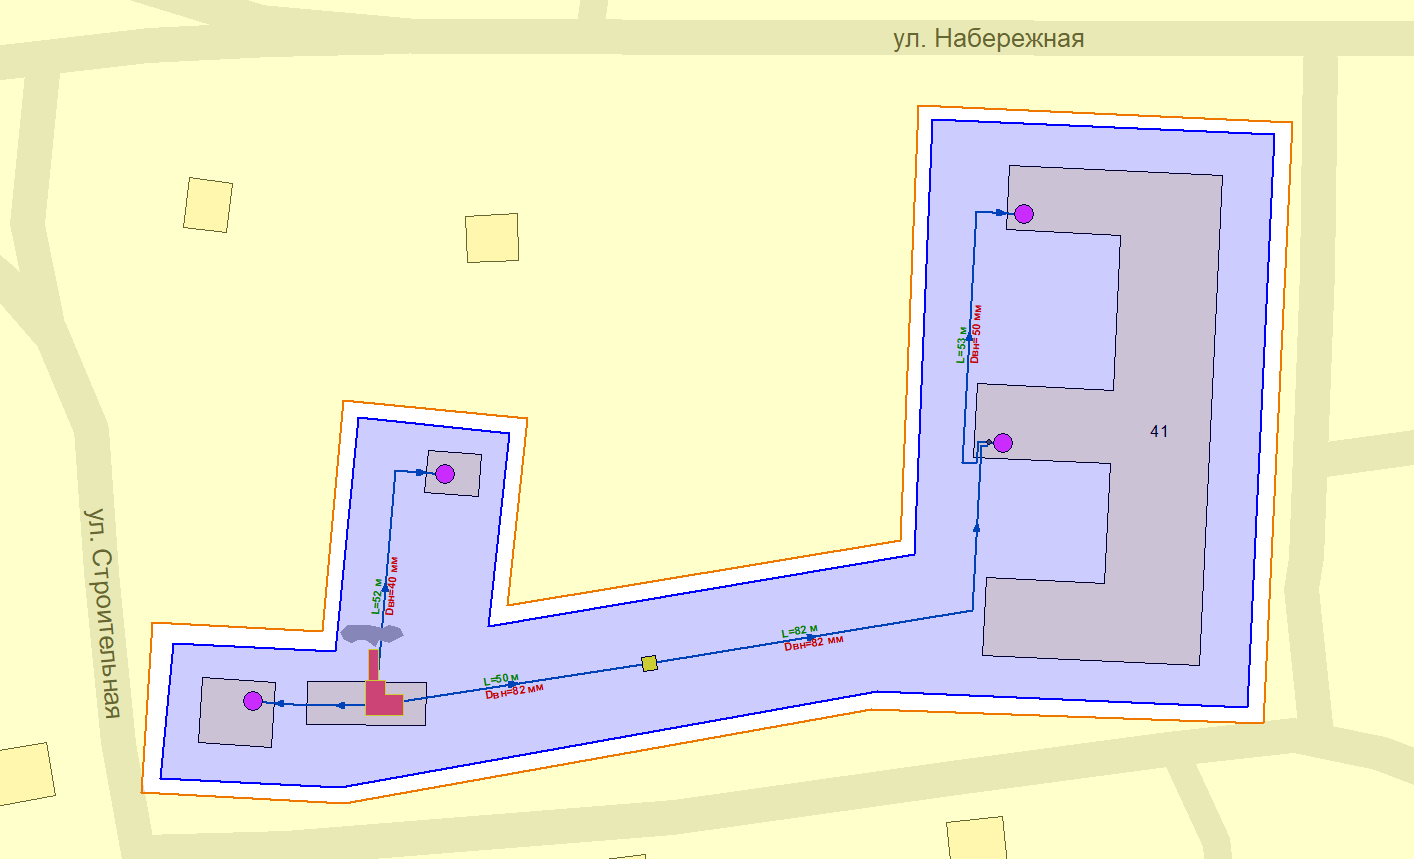 ул. Набережная
L=53 м
Dвн=50 мм
41
ул. Строительная
L=52 м
Dвн=40 мм
L=82 м
Dвн=82 мм
L=50 м
Dвн=82 мм